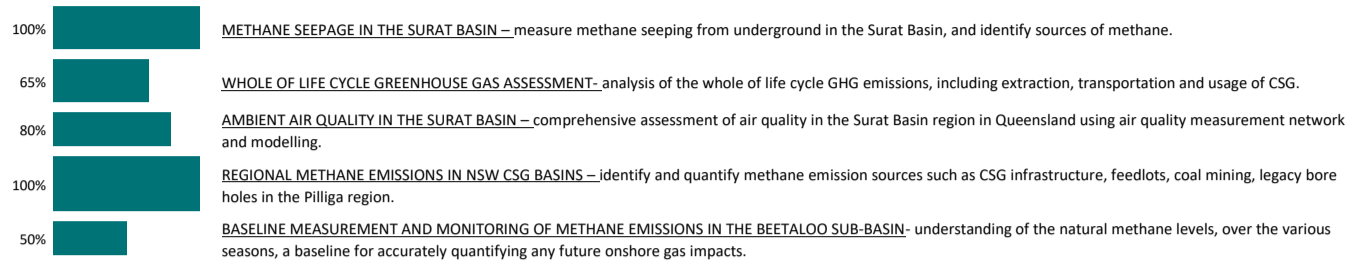 100% METHANE SEEPAGE IN THE SURAT BASIN – measure methane seeping from underground in the Surat Basin, and identify sources of methane.
65% WHOLE OF LIFE CYCLE GREENHOUSE GAS ASSESSMENT- analysis of the whole of life cycle GHG emissions, including extraction, transportation and usage of CSG.
80% AMBIENT AIR QUALITY IN THE SURAT BASIN – comprehensive assessment of air quality in the Surat Basin region in Queensland using air quality measurement network
and modelling.
100% REGIONAL METHANE EMISSIONS IN NSW CSG BASINS – identify and quantify methane emission sources such as CSG infrastructure, feedlots, coal mining, legacy bore
holes in the Pilliga region.
50% BASELINE MEASUREMENT AND MONITORING OF METHANE EMISSIONS IN THE BEETALOO SUB-BASIN- understanding of the natural methane levels, over the various
seasons, a baseline for accurately quantifying any future onshore gas impacts.